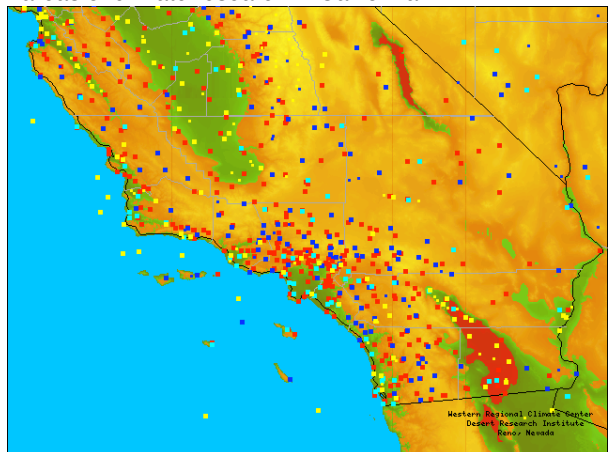 Western Regional Climate Center
Desert Research Institute
Reno, Nevada